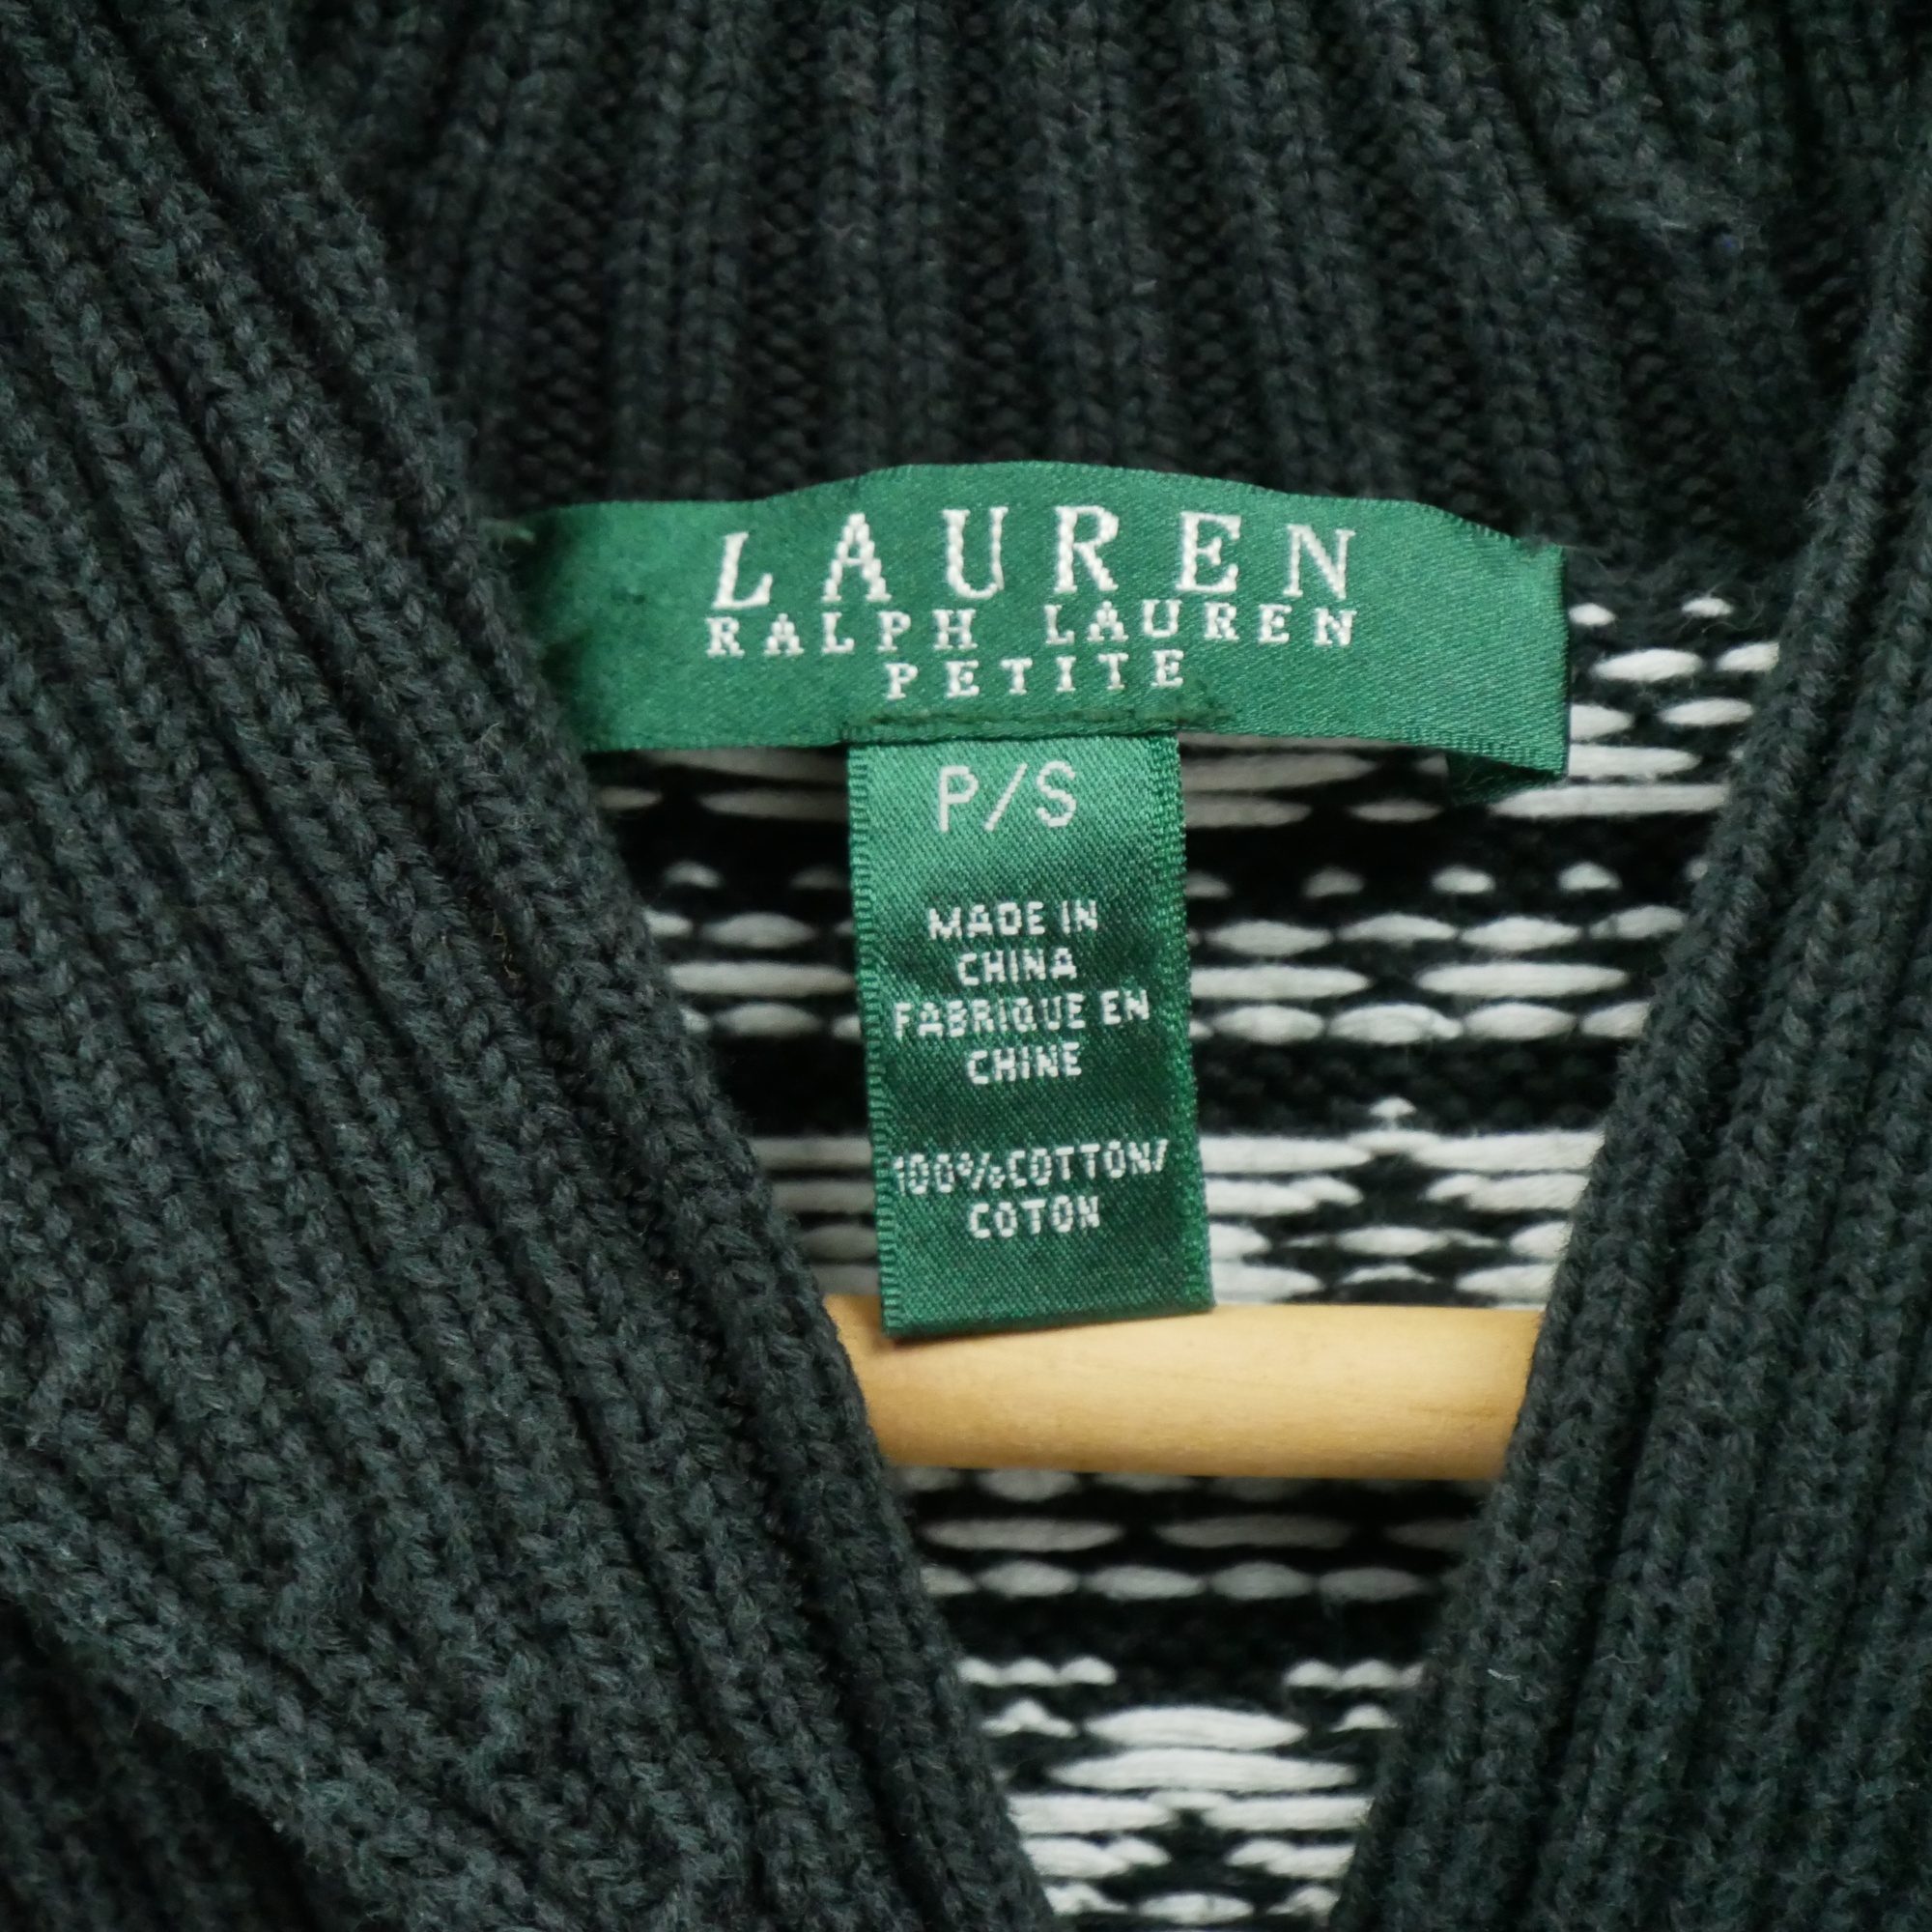 LAUREN
RALPH LAUREN
PETITE
P/S
MADE IN
CHINA
FABRIQUE EN
CHINE
100%COTTON/
COTON